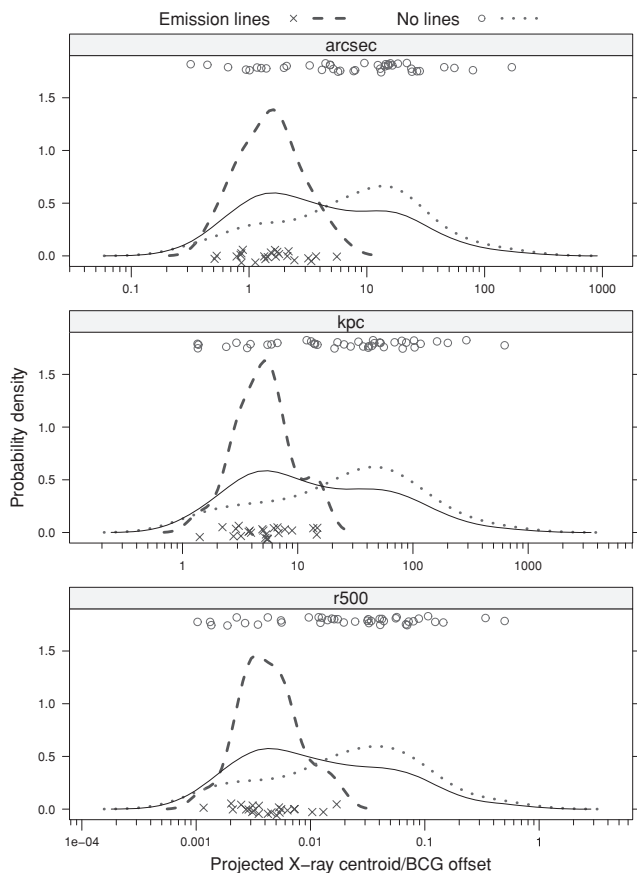 Emission lines × No lines ○
arcsec
1.5
1.0
0.5
0.0
0.1 1 10 100 1000
kpc
1.5
1.0
0.5
0.0
1 10 100 1000
r500
1.5
1.0
0.5
0.0
1e−04 0.001 0.01 0.1 1
Probability density
Projected X−ray centroid/BCG offset